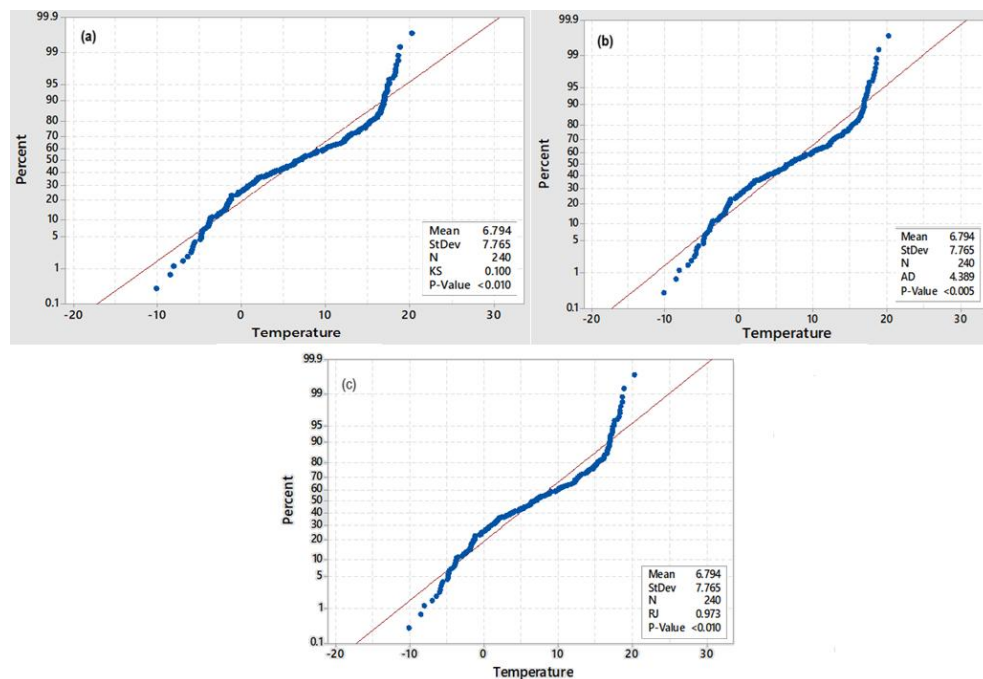 (a)
99.9
99
95
90
80
70
60
50
40
30
20
10
5
1
0.1
Percent
Mean 6.794
StDev 7.765
N 240
KS 0.100
P-Value <0.010
-20 -10 0 10 20 30
Temperature
(b)
99.9
99
95
90
80
70
60
50
40
30
20
10
5
1
0.1
Percent
Mean 6.794
StDev 7.765
N 240
AD 4.389
P-Value <0.005
-20 -10 0 10 20 30
Temperature
(c)
99.9
99
95
90
80
70
60
50
40
30
20
10
5
1
0.1
Percent
Mean 6.794
StDev 7.765
N 240
RJ 0.973
P-Value <0.010
-20 -10 0 10 20 30
Temperature